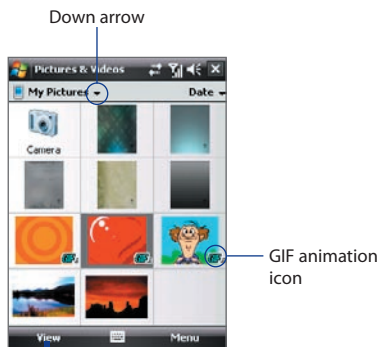 Down arrow
Pictures & Videos
My Pictures
Date
Camera
GIF animation
icon
View
Menu